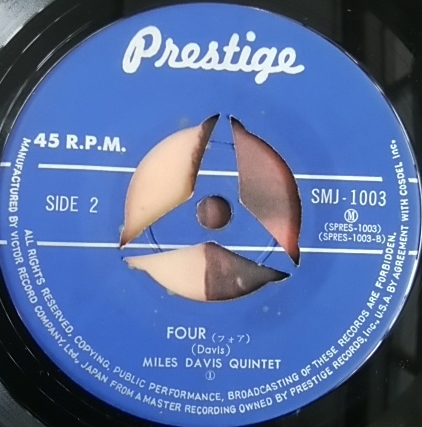 Prestige
45 R.P.M.
SIDE 2
SMJ-1003
Ⓜ
(SPRES-1003)
(SPRES-1003-B)
FOUR (フォア)
(Davis)
MILES DAVIS QUINTET
①
MANUFACTURED BY VICTOR RECORD COMPANY, Ltd., JAPAN FROM A MASTER RECORDING OWNED BY PRESTIGE RECORDS, Inc., U.S.A. BY AGREEMENT WITH COSDEL Inc.
ALL RIGHTS RESERVED, COPYING, PUBLIC PERFORMANCE, BROADCASTING OF THESE RECORDS ARE FORBIDDEN.